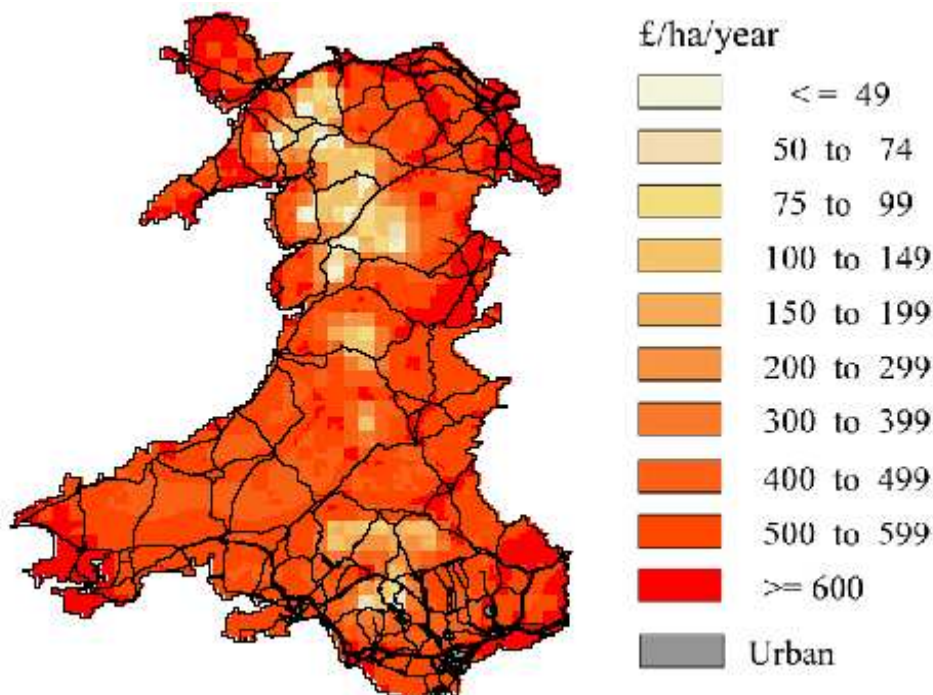 £/ha/year
< = 49
50 to 74
75 to 99
100 to 149
150 to 199
200 to 299
300 to 399
400 to 499
500 to 599
>= 600
Urban